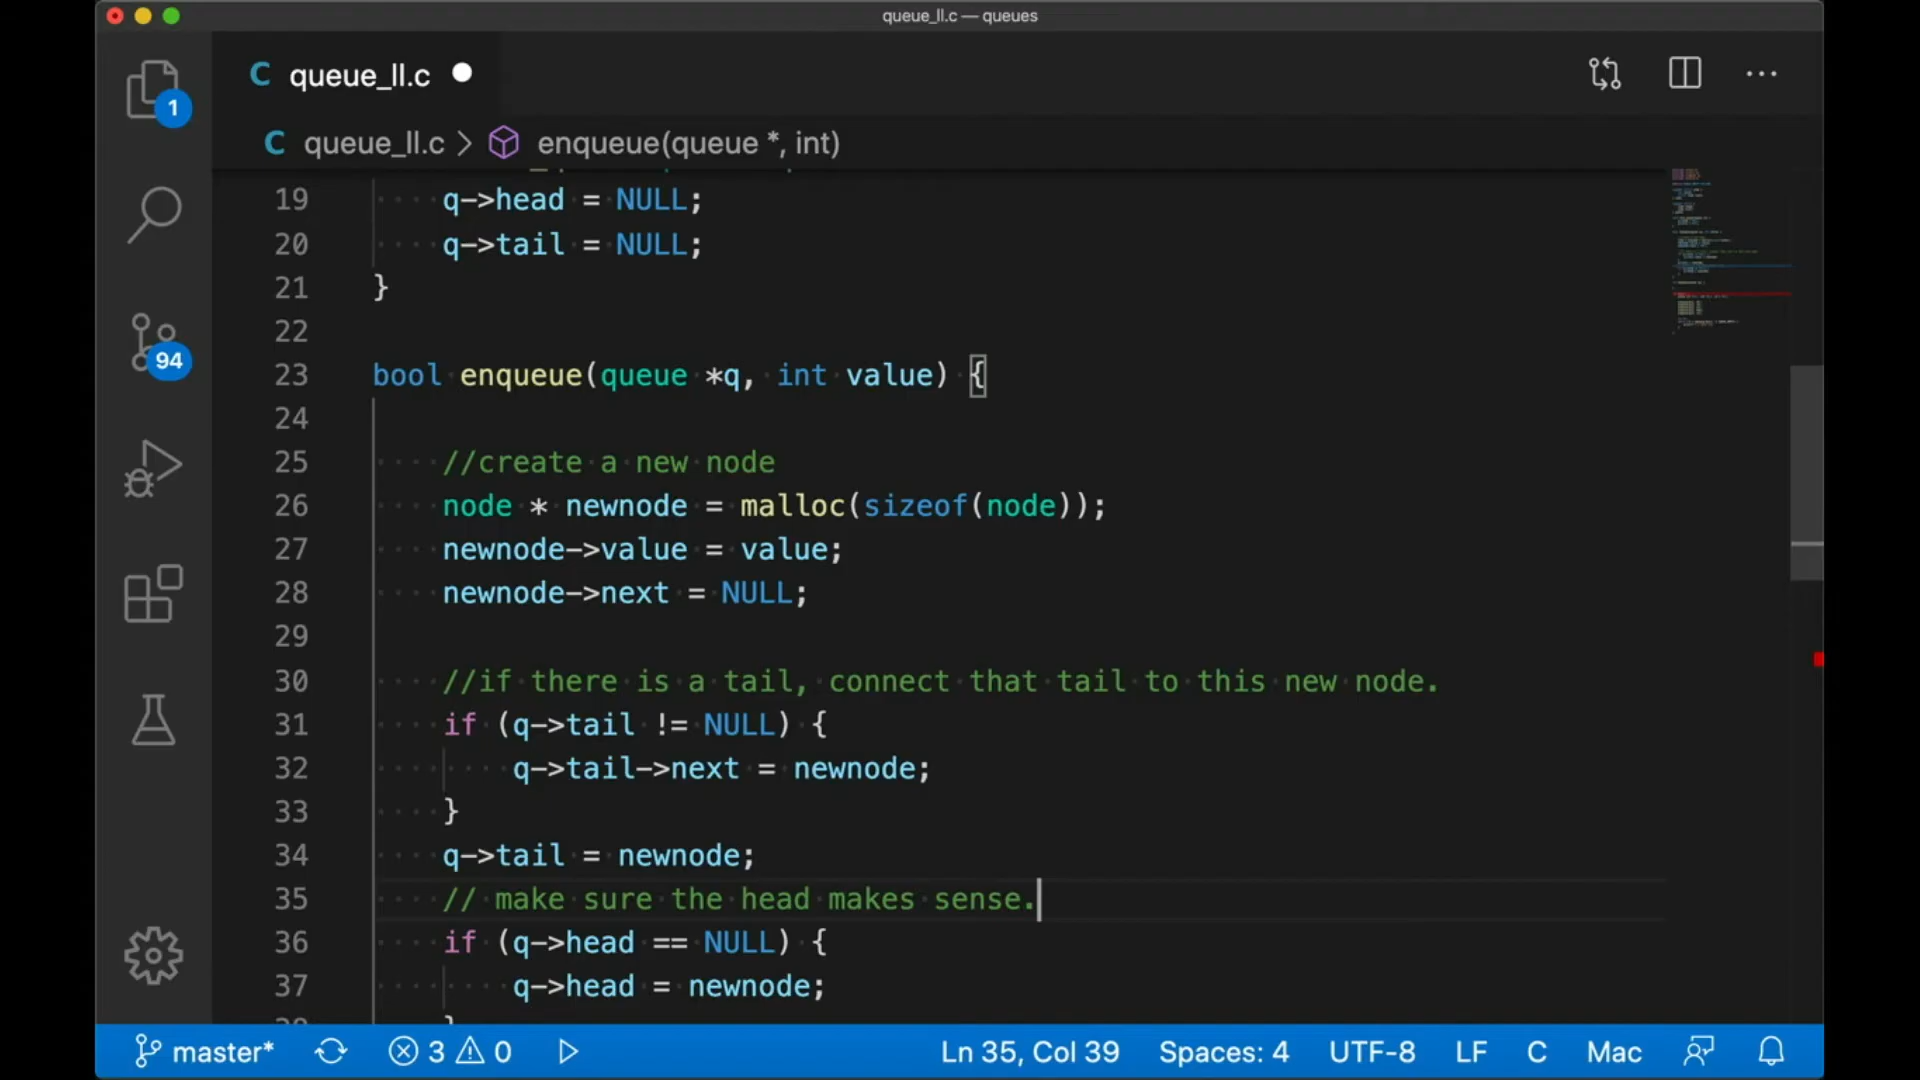 queue_ll.c — queues
queue_ll.c
queue_ll.c > enqueue(queue *, int)
1
94
19 q->head = NULL;
20 q->tail = NULL;
21 }
22
23 bool enqueue(queue *q, int value) {
24
25 //create a new node
26 node * newnode = malloc(sizeof(node));
27 newnode->value = value;
28 newnode->next = NULL;
29
30 //if there is a tail, connect that tail to this new node.
31 if (q->tail != NULL) {
32 q->tail->next = newnode;
33 }
34 q->tail = newnode;
35 // make sure the head makes sense.
36 if (q->head == NULL) {
37 q->head = newnode;
master* 3 0 Ln 35, Col 39 Spaces: 4 UTF-8 LF C Mac